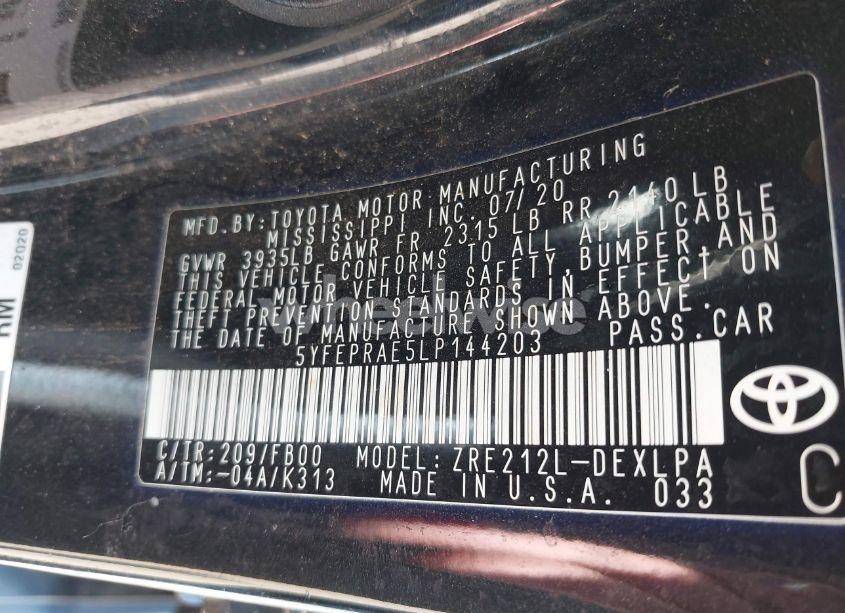 MFD. BY: TOYOTA MOTOR MANUFACTURING
MISSISSIPPI INC. 07/20
GVWR 3935LB GAWR FR 2315 LB RR 2140 LB
THIS VEHICLE CONFORMS TO ALL APPLICABLE
FEDERAL MOTOR VEHICLE SAFETY, BUMPER, AND
THEFT PREVENTION STANDARDS IN EFFECT ON
THE DATE OF MANUFACTURE SHOWN ABOVE.
5YFEPRAE5LP144203 PASS. CAR
C/TR: 209/FB00 MODEL: ZRE212L-DEXLPA
A/TM: -04A/K313 MADE IN U.S.A. 033
C
RM
02020